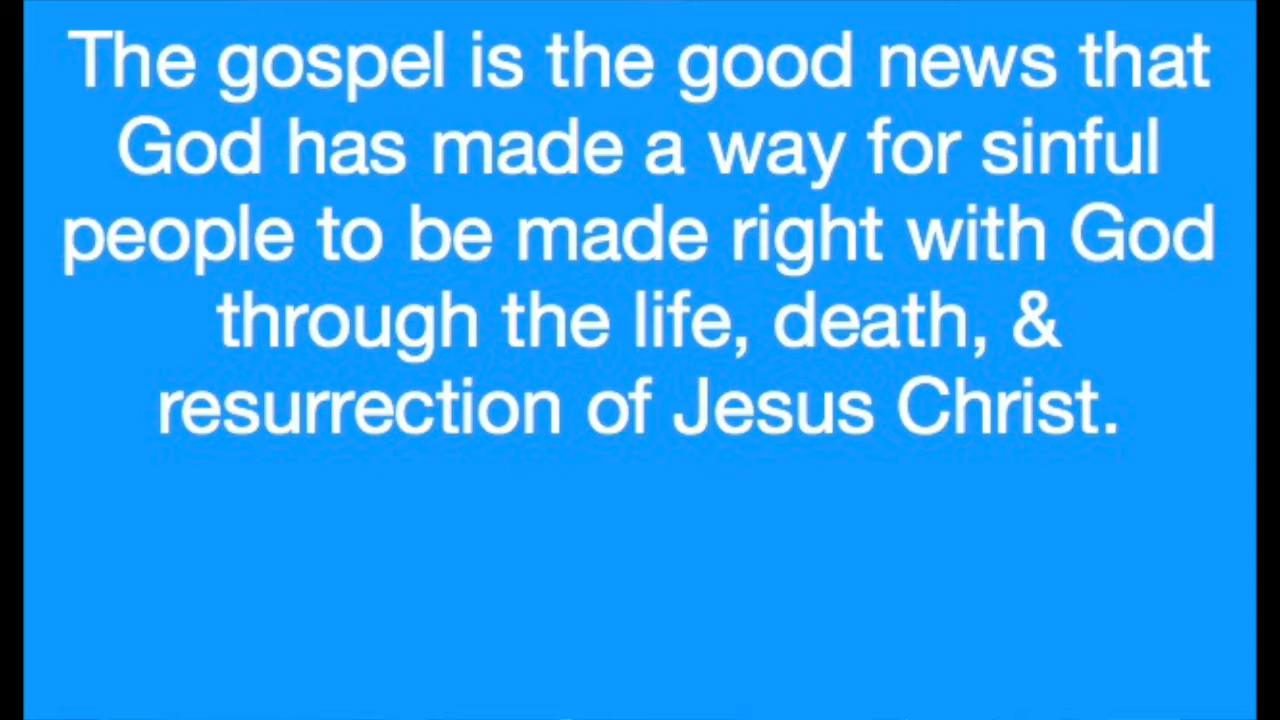 The gospel is the good news that
God has made a way for sinful
people to be made right with God
through the life, death, &
resurrection of Jesus Christ.